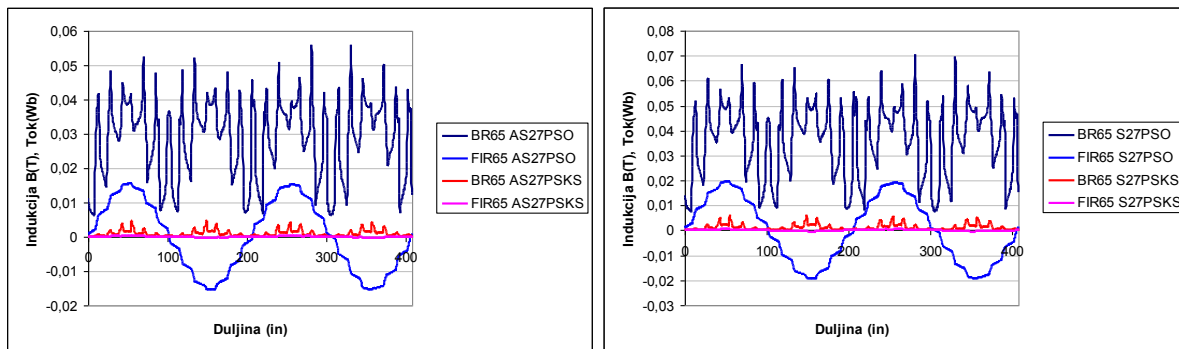 0,06
0,05
0,04
0,03
0,02
0,01
0
-0,01
-0,02
0 100 200 300 400
Indukcija B(T), Tok(Wb)
Duljina (in)
BR65 AS27PSO
FIR65 AS27PSO
BR65 AS27PSKS
FIR65 AS27PSKS
0,08
0,07
0,06
0,05
0,04
0,03
0,02
0,01
0
-0,01
-0,02
-0,03
0 100 200 300 400
Indukcija B(T), Tok(Wb)
Duljina (in)
BR65 S27PSO
FIR65 S27PSO
BR65 S27PSKS
FIR65 S27PSKS